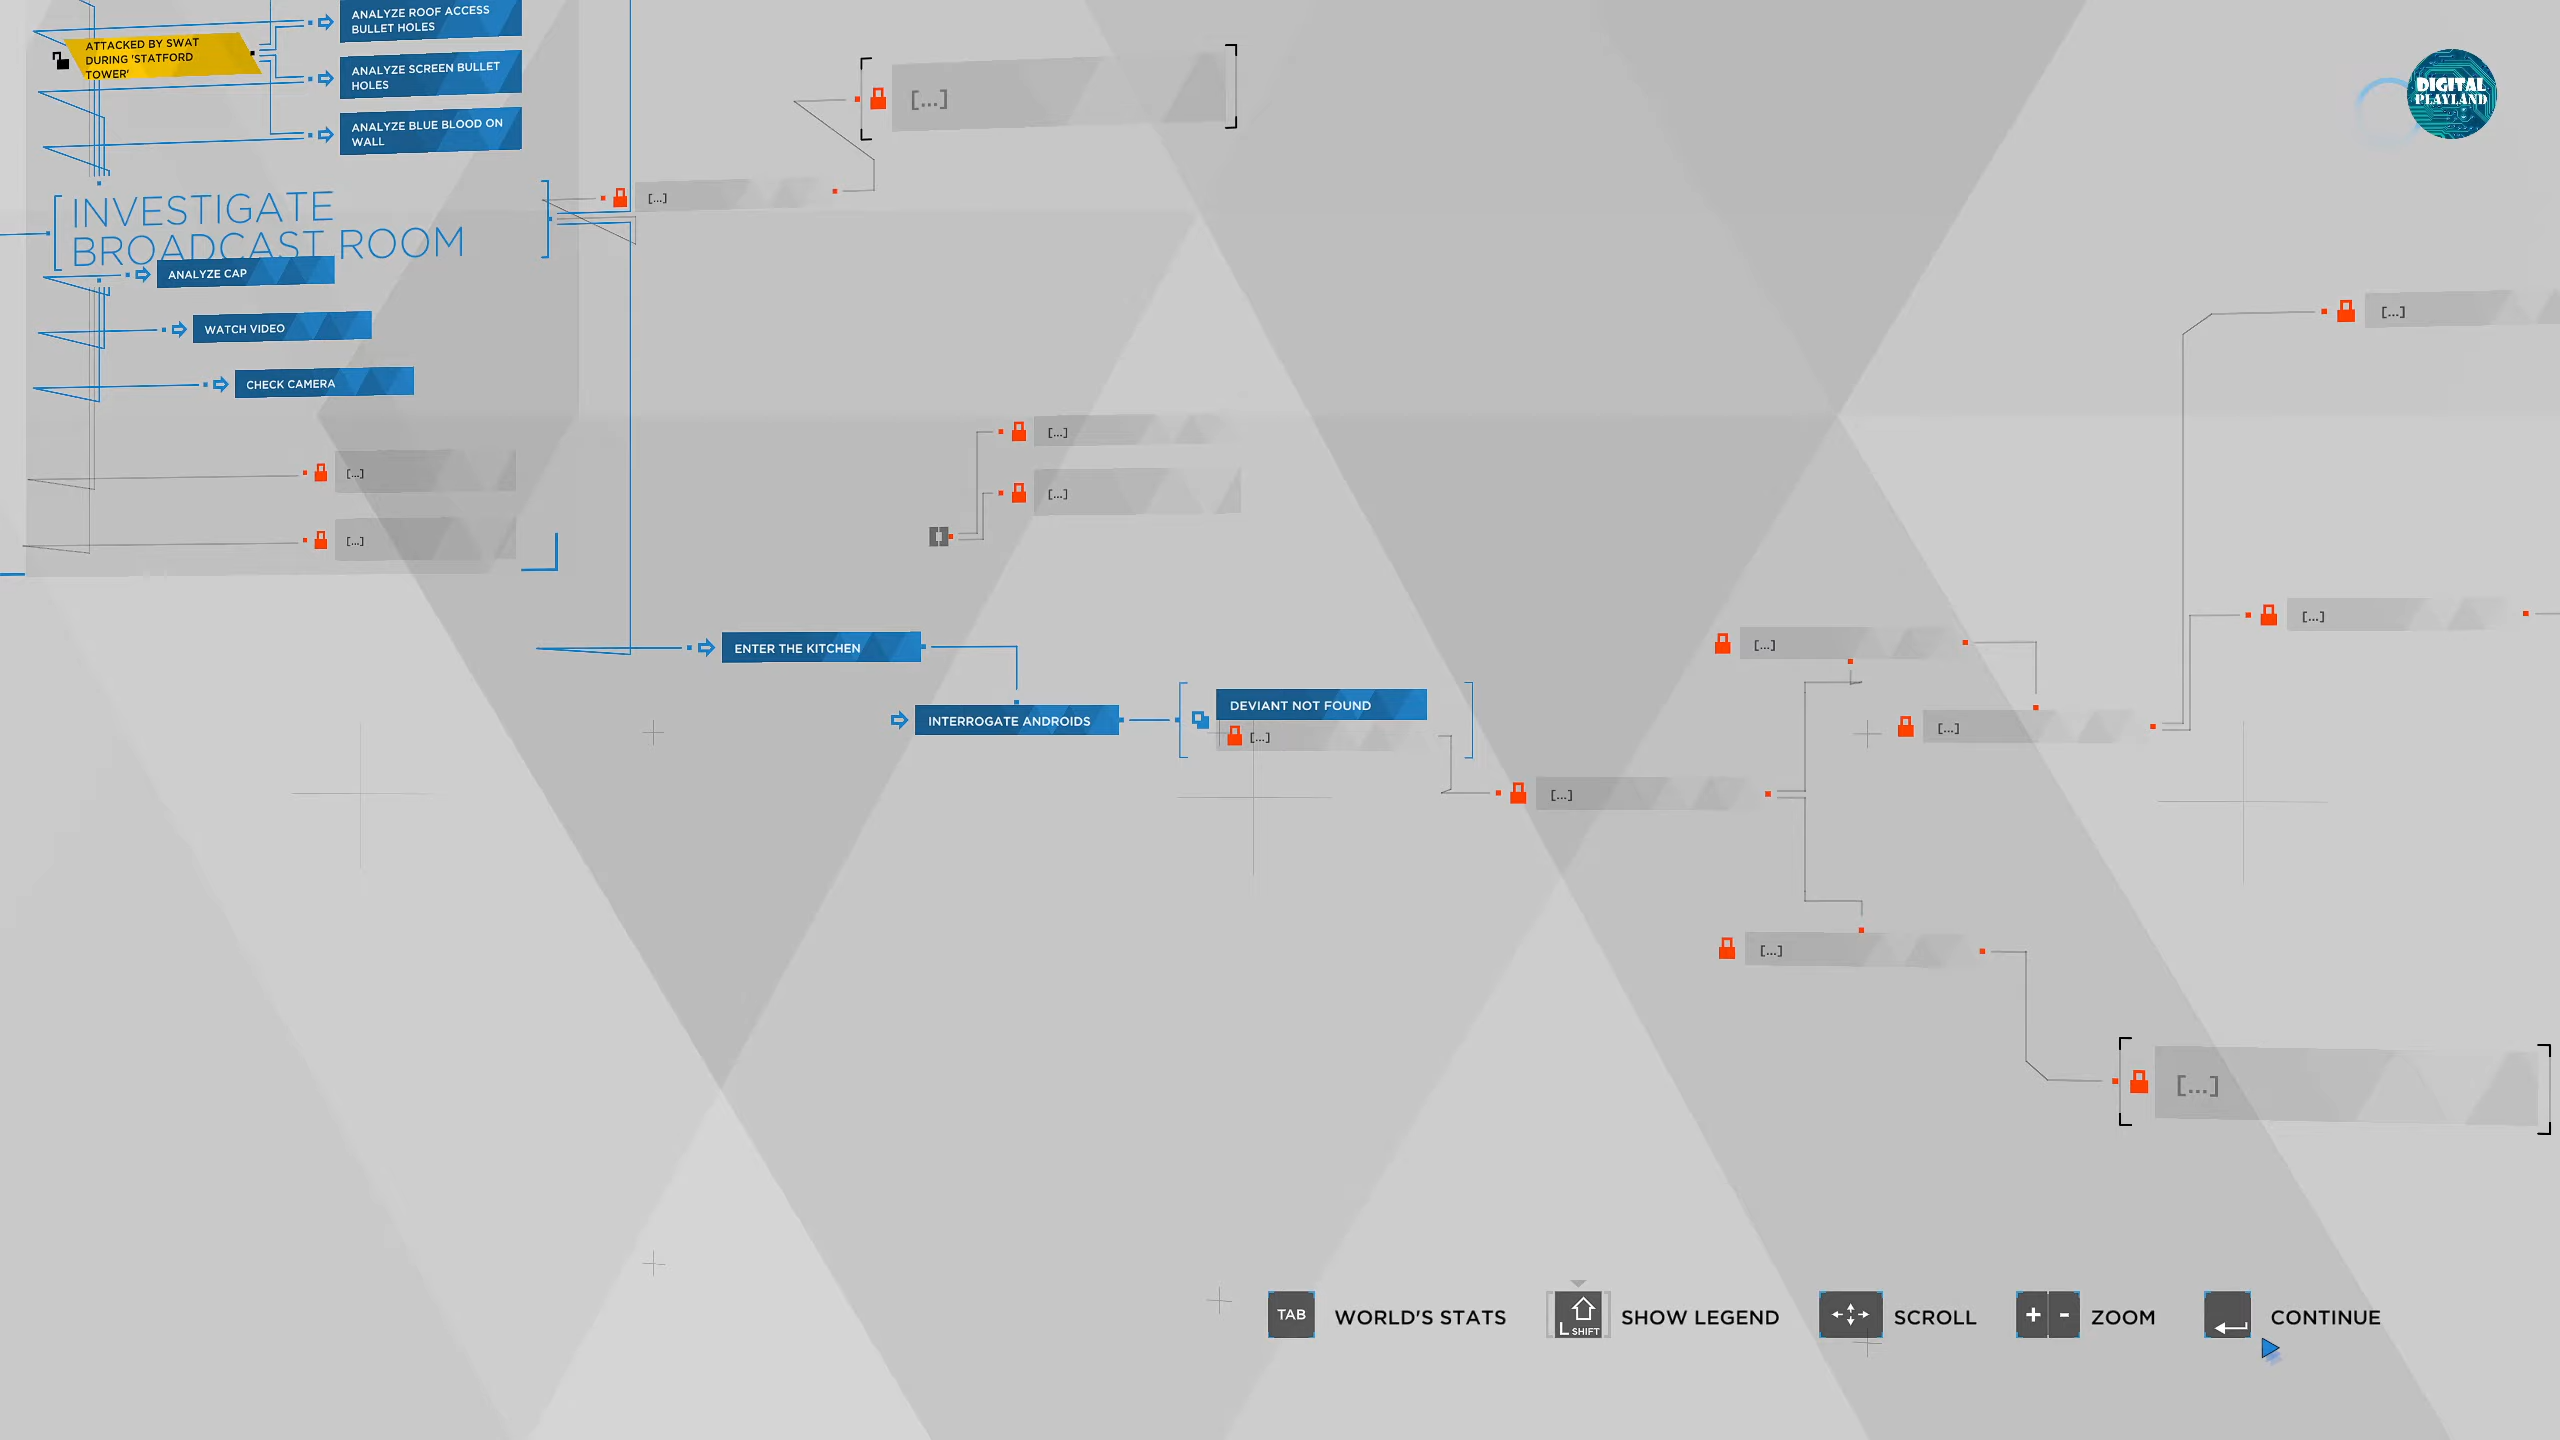 ANALYZE ROOF ACCESS
BULLET HOLES
ATTACKED BY SWAT
DURING 'STATFORD
TOWER'
ANALYZE SCREEN BULLET
HOLES
ANALYZE BLUE BLOOD ON
WALL
DIGITAL
PLAYLAND
[...]
[...]
INVESTIGATE
BROADCAST ROOM
ANALYZE CAP
WATCH VIDEO
CHECK CAMERA
[...]
[...]
[...]
[...]
[...]
[...]
ENTER THE KITCHEN
INTERROGATE ANDROIDS
DEVIANT NOT FOUND
[...]
[...]
[...]
[...]
[...]
[...]
TAB WORLD'S STATS
L SHIFT SHOW LEGEND
SCROLL
+ - ZOOM
CONTINUE